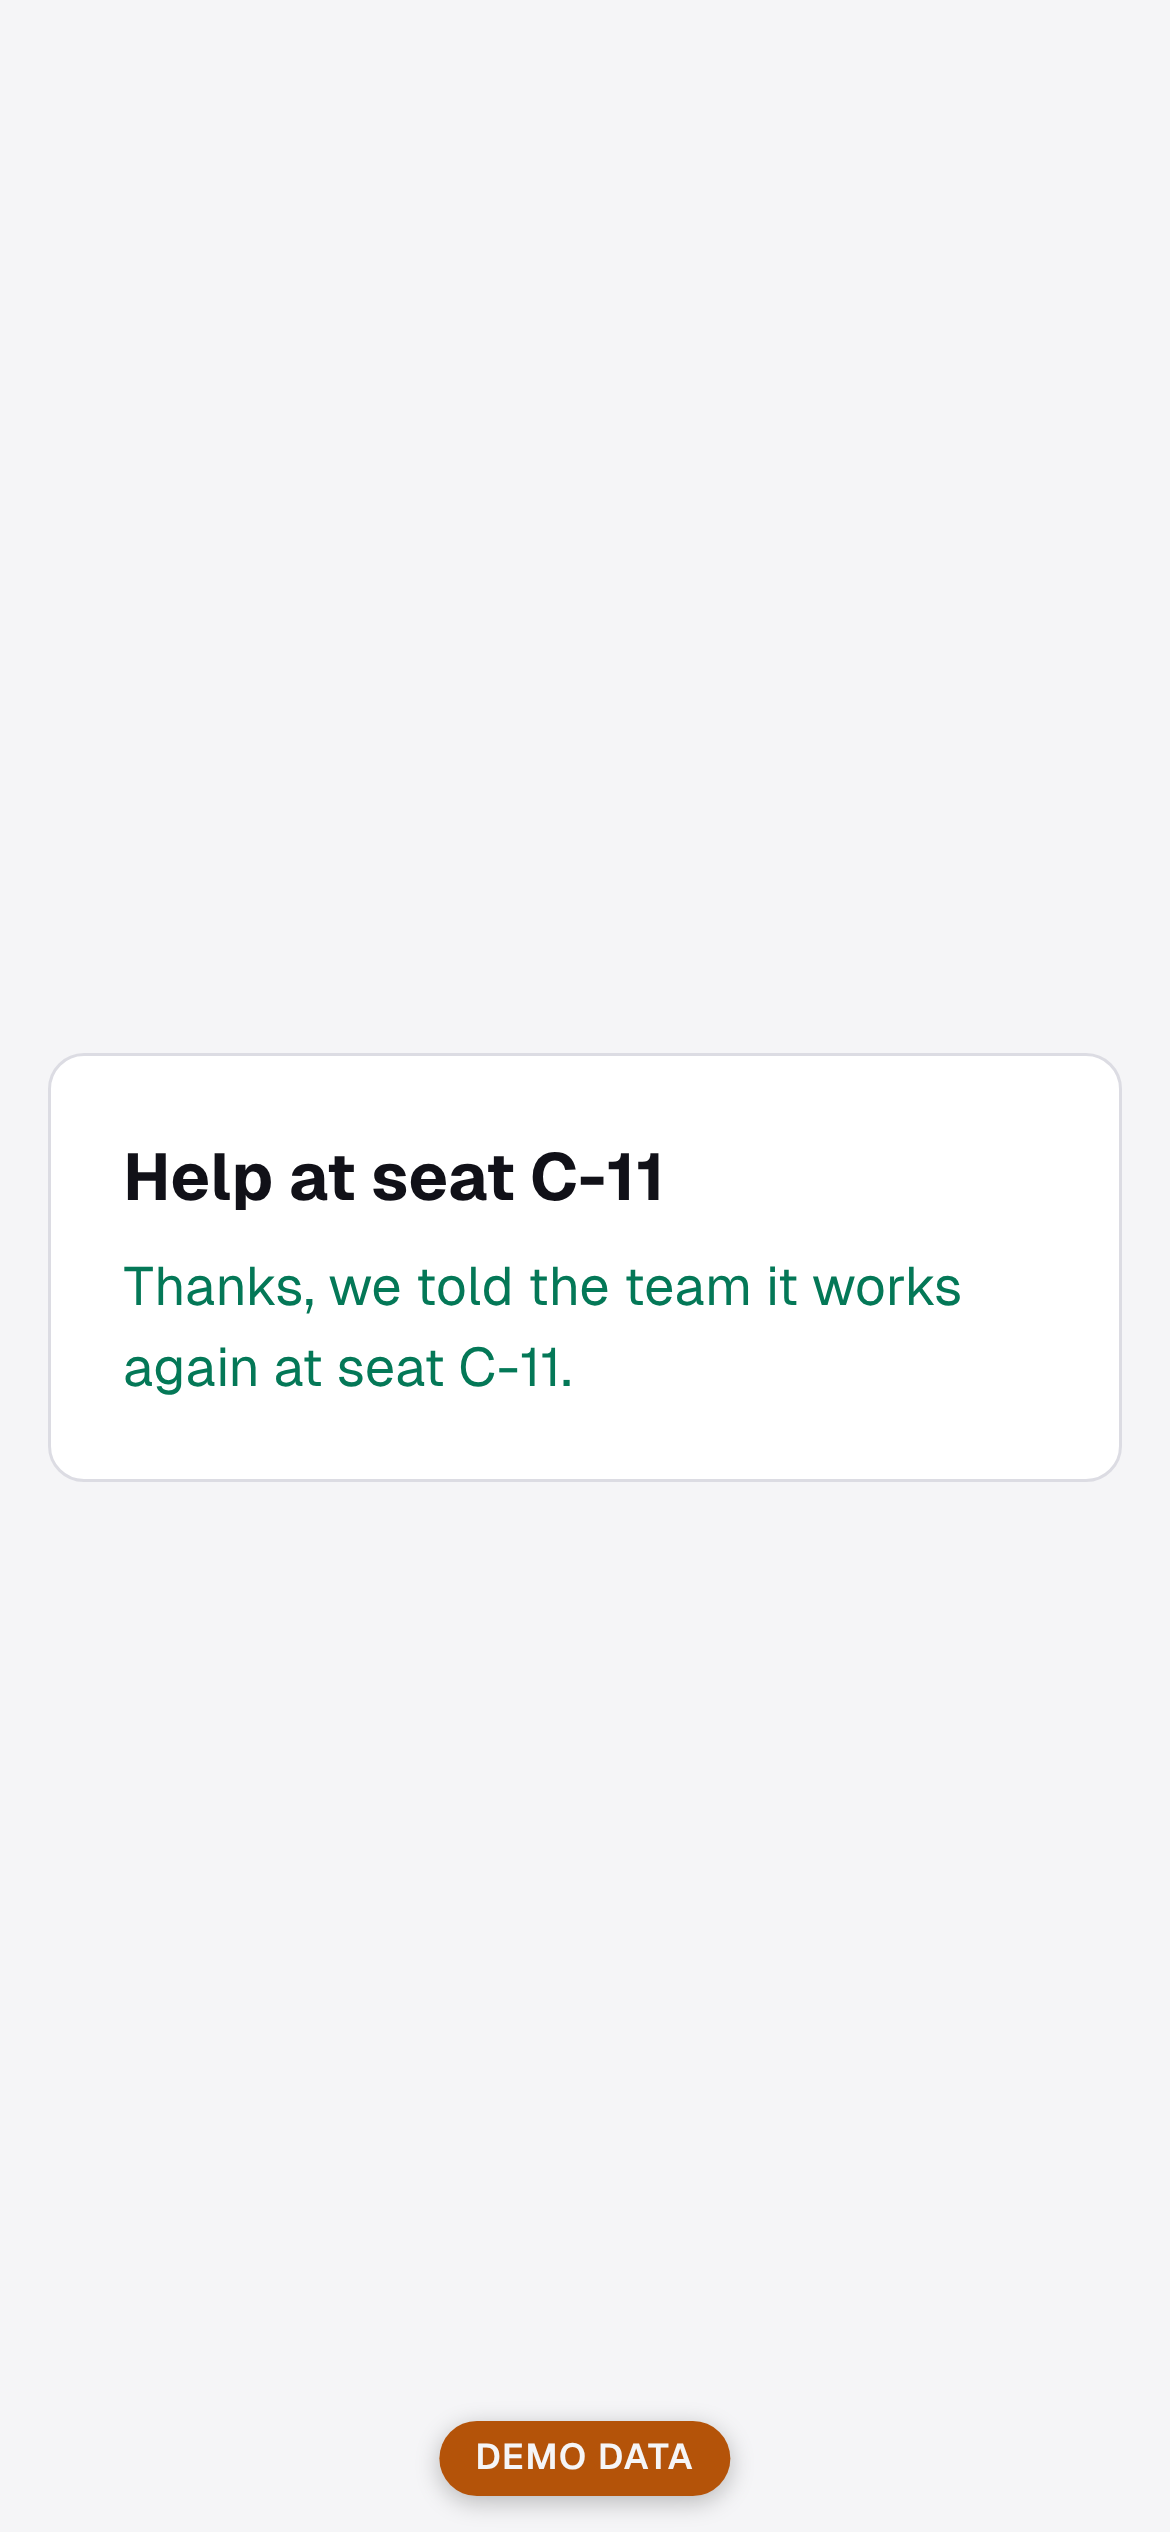 Help at seat C-11
Thanks, we told the team it works
again at seat C-11.
DEMO DATA